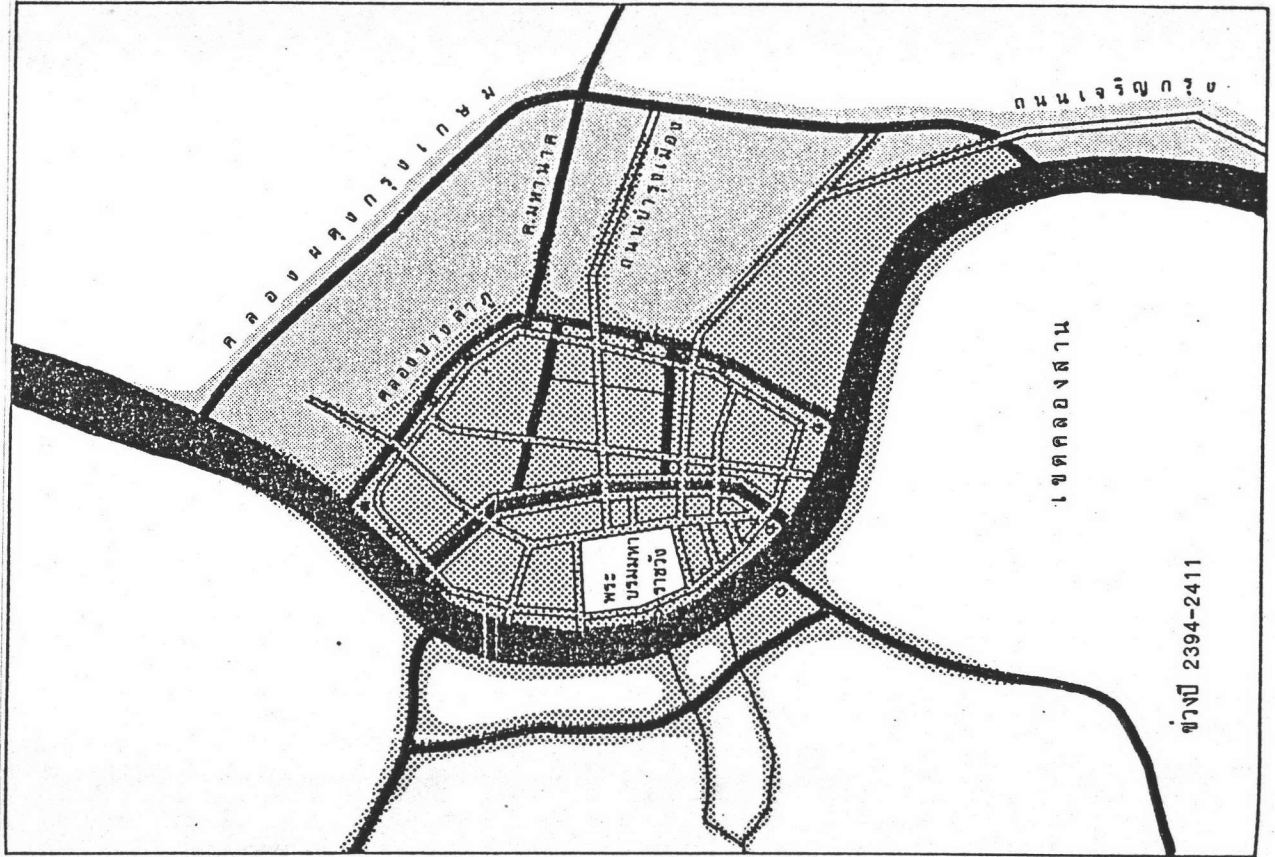 คลองผดุงกรุงเกษม
ค.มหานาค
ถนนบำรุงเมือง
ถนนเจริญกรุง
คลองบางลำภู
พระ
บรมมหา
ราชวัง
เขตคลองสาน
ช่วงปี 2394-2411